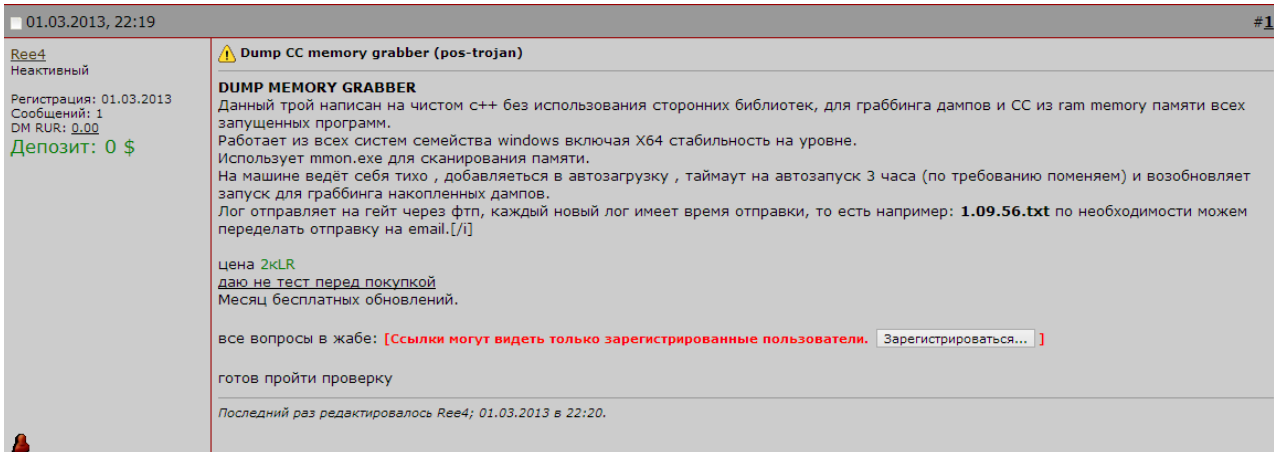 01.03.2013, 22:19
#1
Ree4
Неактивный
Регистрация: 01.03.2013
Сообщений: 1
DM RUR: 0.00
Депозит: 0 $
Dump CC memory grabber (pos-trojan)
DUMP MEMORY GRABBER
Данный трой написан на чистом с++ без использования сторонних библиотек, для граббинга дампов и CC из ram memory памяти всех
запущенных программ.
Работает из всех систем семейства windows включая X64 стабильность на уровне.
Использует mmon.exe для сканирования памяти.
На машине ведёт себя тихо , добавляеться в автозагрузку , таймаут на автозапуск 3 часа (по требованию поменяем) и возобновляет
запуск для граббинга накопленных дампов.
Лог отправляет на гейт через фтп, каждый новый лог имеет время отправки, то есть например: 1.09.56.txt по необходимости можем
переделать отправку на email.[/i]
цена 2кLR
даю не тест перед покупкой
Месяц бесплатных обновлений.
все вопросы в жабе: [Ссылки могут видеть только зарегистрированные пользователи. Зарегистрироваться... ]
готов пройти проверку
Последний раз редактировалось Ree4; 01.03.2013 в 22:20.